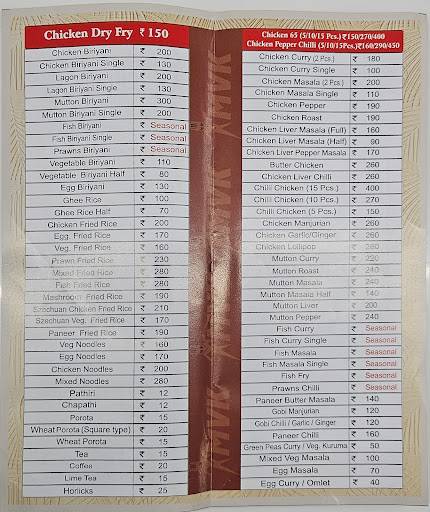 Chicken Dry Fry ₹ 150
Chicken Biriyani ₹ 200
Chicken Biriyani Single ₹ 130
Lagon Biriyani ₹ 200
Lagon Biriyani Single ₹ 130
Mutton Biriyani ₹ 300
Mutton Biriyani Single ₹ 200
Fish Biriyani ₹ Seasonal
Fish Biriyani Single ₹ Seasonal
Prawns Biriyani ₹ Seasonal
Vegetable Biriyani ₹ 110
Vegetable Biriyani Half ₹ 80
Egg Biriyani ₹ 130
Ghee Rice ₹ 100
Ghee Rice Half ₹ 70
Chicken Fried Rice ₹ 200
Egg. Fried Rice ₹ 170
Veg. Fried Rice ₹ 160
Prawn Fried Rice ₹ 230
Mixed Fried Rice ₹ 280
Fish Fried Rice ₹ 280
Mashroom Fried Rice ₹ 190
Szechuan Chicken Fried Rice ₹ 210
Szechuan Veg. Fried Rice ₹ 170
Paneer Fried Rice ₹ 190
Veg Noodles ₹ 160
Egg Noodles ₹ 170
Chicken Noodles ₹ 200
Mixed Noodles ₹ 280
Pathiri ₹ 12
Chapathi ₹ 12
Porota ₹ 15
Wheat Porota (Square type) ₹ 20
Wheat Porota ₹ 15
Tea ₹ 15
Coffee ₹ 20
Lime Tea ₹ 15
Horlicks ₹ 25
Chicken 65 (5/10/15 Pcs.) ₹150/270/400
Chicken Pepper Chilli (5/10/15Pcs.)₹160/290/450
Chicken Curry (2 Pcs.) ₹ 180
Chicken Curry Single ₹ 100
Chicken Masala (2 Pcs.) ₹ 200
Chicken Masala Single ₹ 110
Chicken Pepper ₹ 190
Chicken Roast ₹ 190
Chicken Liver Masala (Full) ₹ 160
Chicken Liver Masala (Half) ₹ 90
Chicken Liver Pepper Masala ₹ 170
Butter Chicken ₹ 260
Chicken Liver Chilli ₹ 260
Chilli Chicken (15 Pcs.) ₹ 400
Chilli Chicken (10 Pcs.) ₹ 270
Chilli Chicken (5 Pcs.) ₹ 150
Chicken Manjurian ₹ 260
Chicken Garlic/Ginger ₹ 260
Chicken Lollipop ₹ 280
Mutton Curry ₹ 220
Mutton Roast ₹ 240
Mutton Masala ₹ 240
Mutton Masala Half ₹ 140
Mutton Liver ₹ 200
Mutton Pepper ₹ 240
Fish Curry ₹ Seasonal
Fish Curry Single ₹ Seasonal
Fish Masala ₹ Seasonal
Fish Masala Single ₹ Seasonal
Fish Fry ₹ Seasonal
Prawns Chilli ₹ Seasonal
Paneer Butter Masala ₹ 140
Gobi Manjurian ₹ 120
Gobi Chilli / Garlic / Ginger ₹ 120
Paneer Chilli ₹ 160
Green Peas Curry / Veg. Kuruma ₹ 50
Mixed Veg Masala ₹ 100
Egg Masala ₹ 70
Egg Curry / Omlet ₹ 40